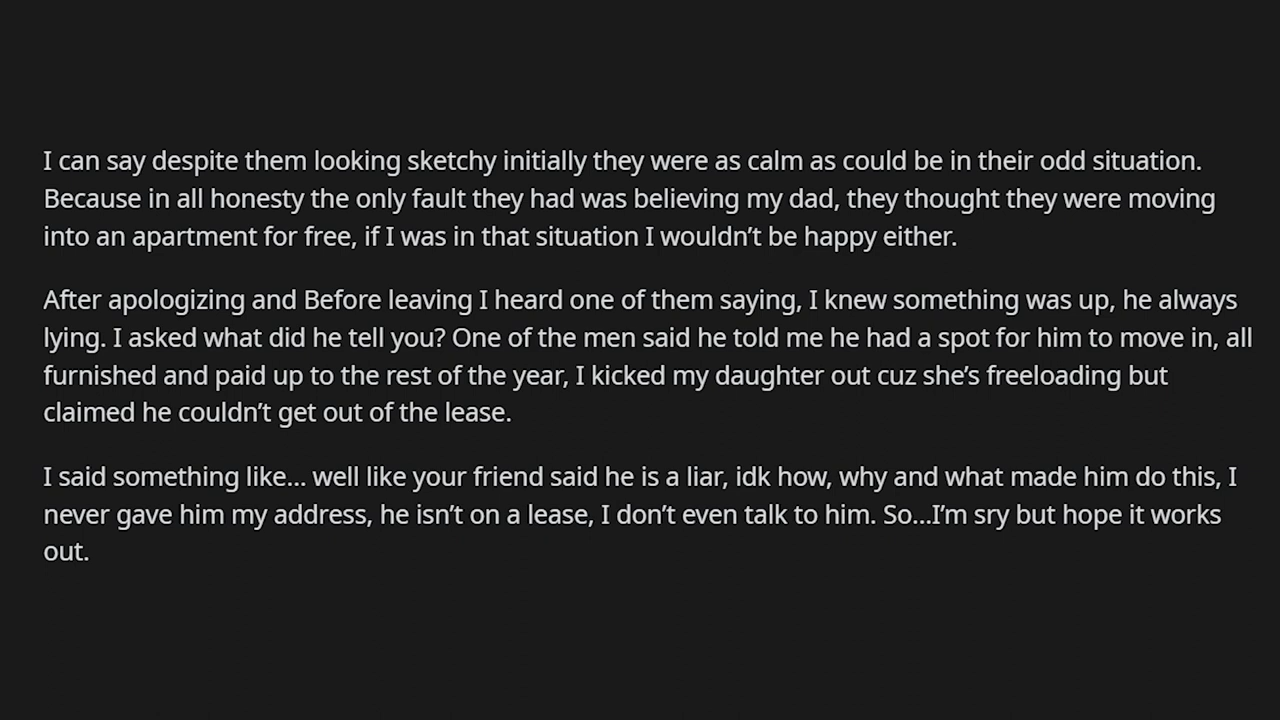 I can say despite them looking sketchy initially they were as calm as could be in their odd situation.
Because in all honesty the only fault they had was believing my dad, they thought they were moving
into an apartment for free, if I was in that situation I wouldn’t be happy either.
After apologizing and Before leaving I heard one of them saying, I knew something was up, he always
lying. I asked what did he tell you? One of the men said he told me he had a spot for him to move in, all
furnished and paid up to the rest of the year, I kicked my daughter out cuz she’s freeloading but
claimed he couldn’t get out of the lease.
I said something like... well like your friend said he is a liar, idk how, why and what made him do this, I
never gave him my address, he isn’t on a lease, I don’t even talk to him. So...I’m sry but hope it works
out.